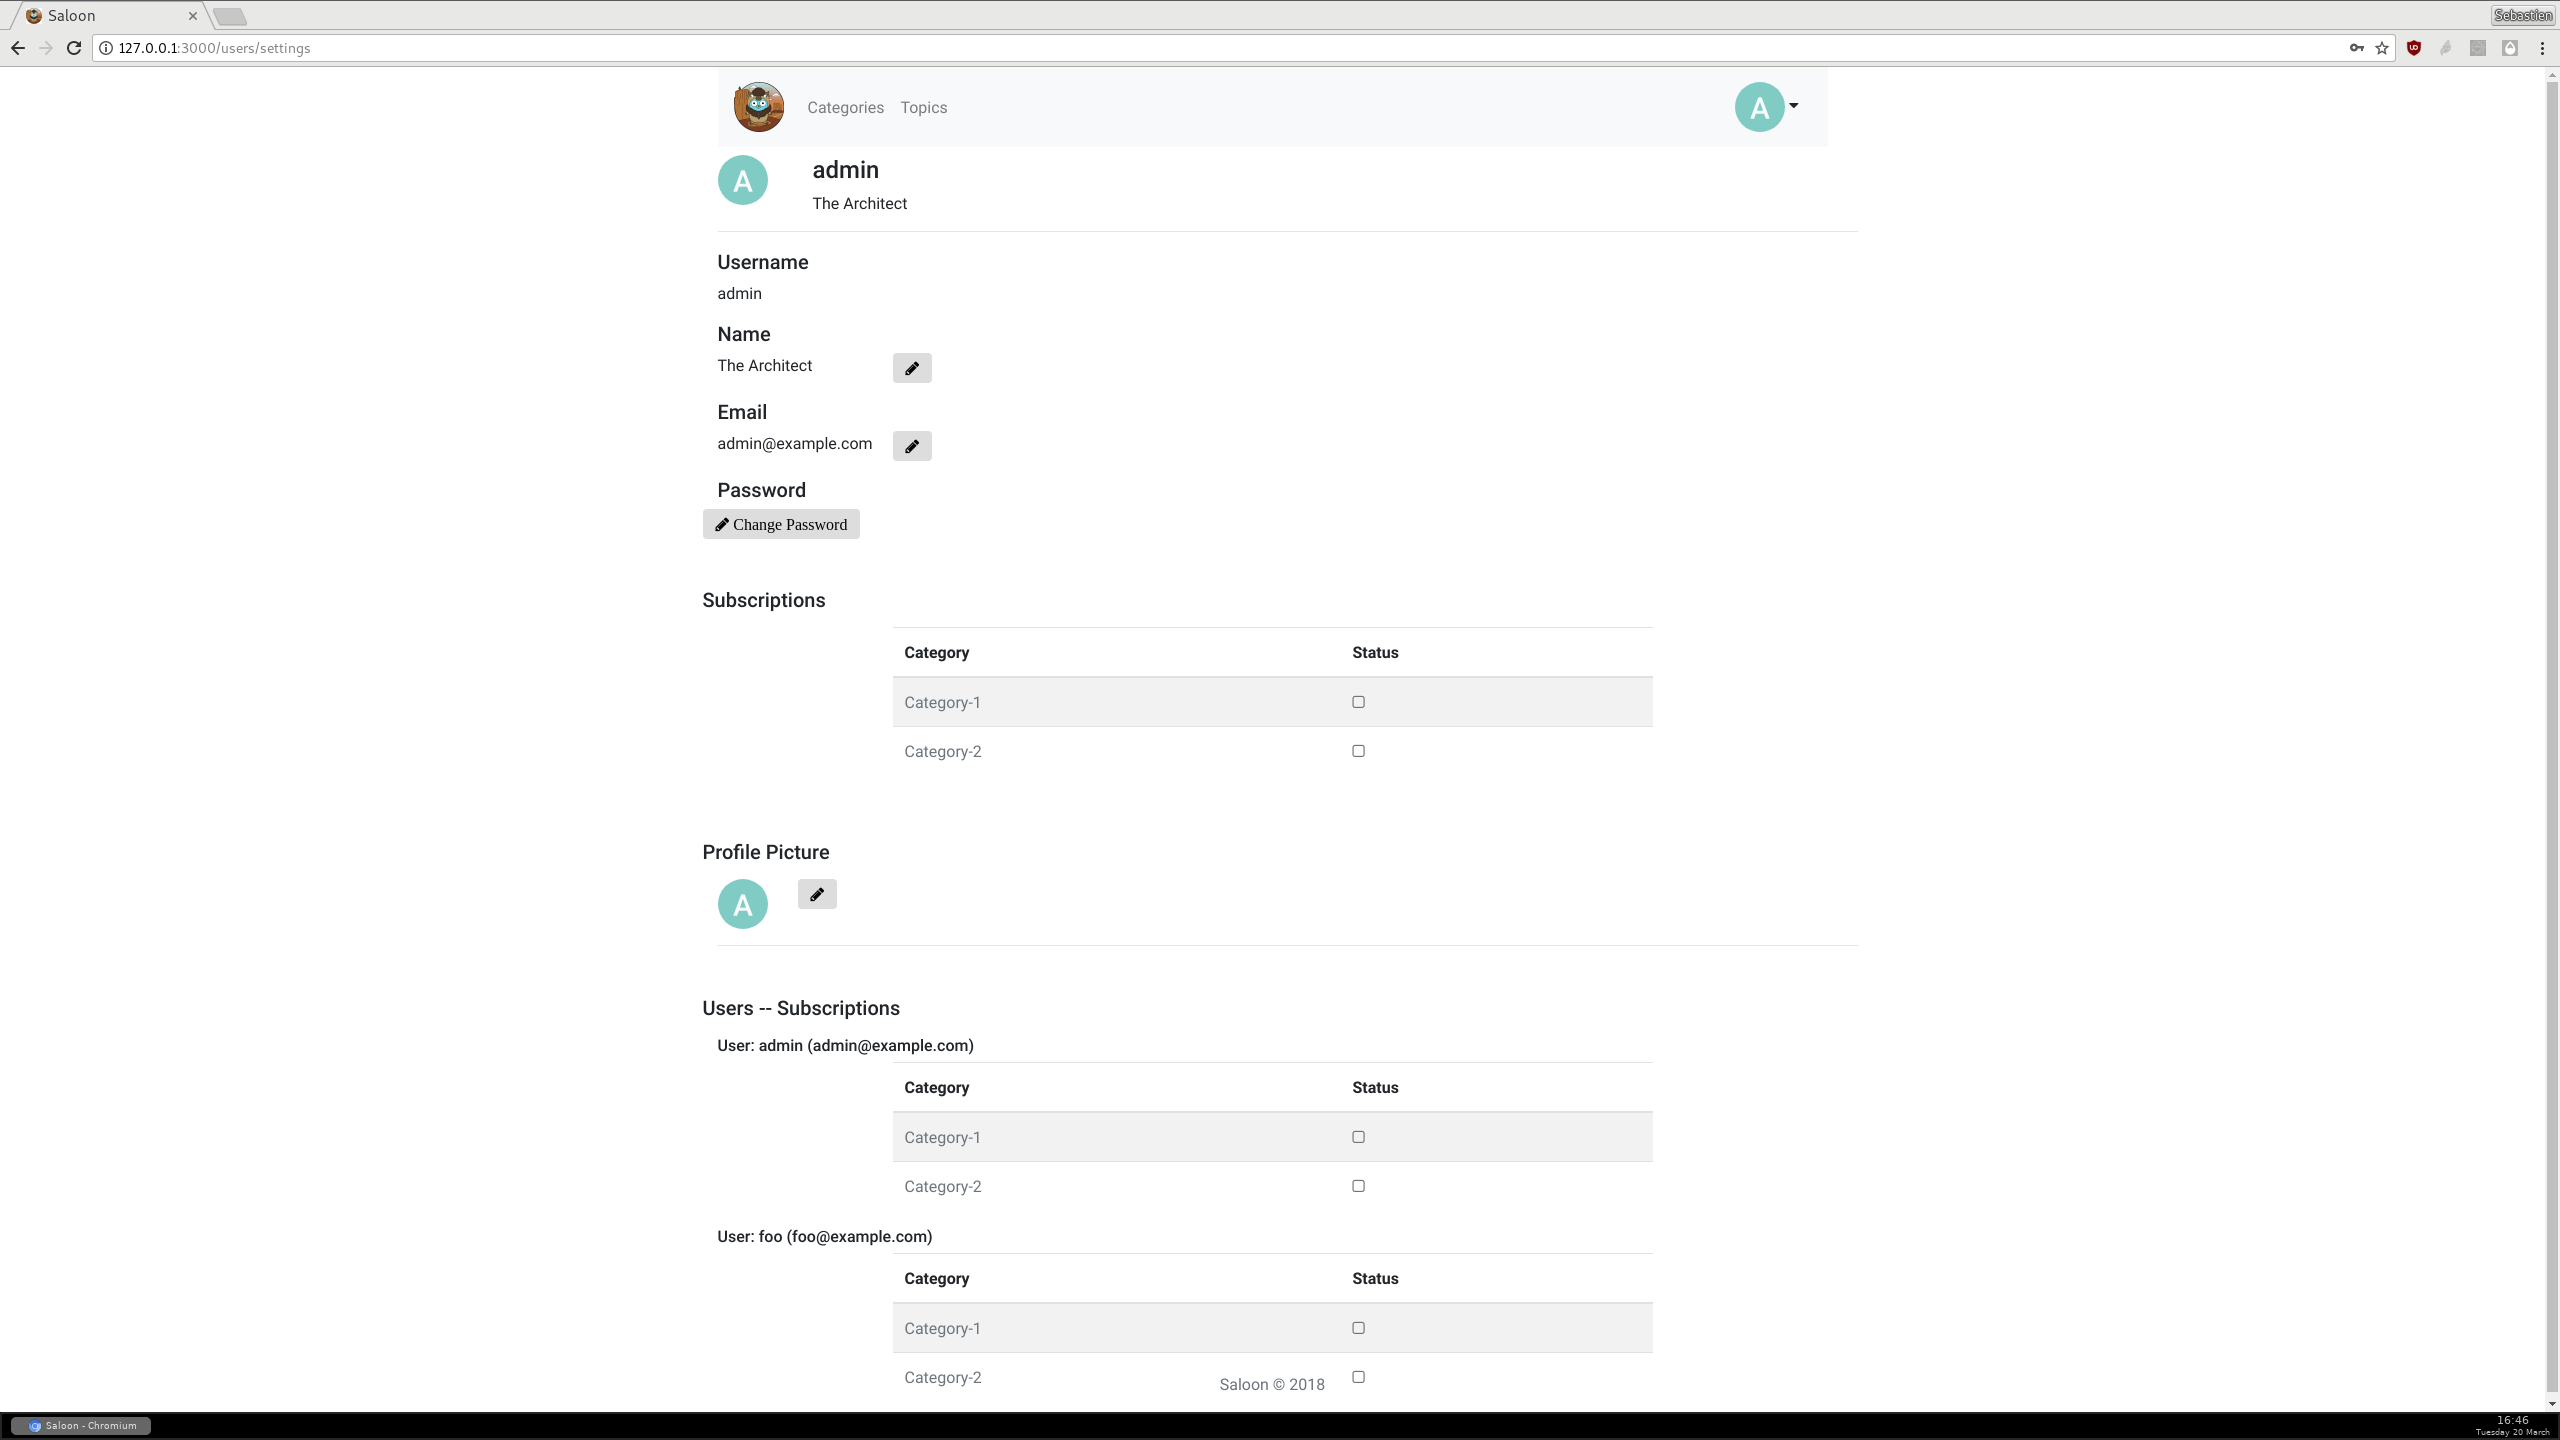 Saloon
Sebastien
127.0.0.1:3000/users/settings
Categories Topics
A
A
admin
The Architect
Username
admin
Name
The Architect
Email
admin@example.com
Password
Change Password
Subscriptions
Category Status
Category-1
Category-2
Profile Picture
A
Users -- Subscriptions
User: admin (admin@example.com)
Category Status
Category-1
Category-2
User: foo (foo@example.com)
Category Status
Category-1
Category-2
Saloon © 2018
Saloon - Chromium
16:46
Tuesday 20 March